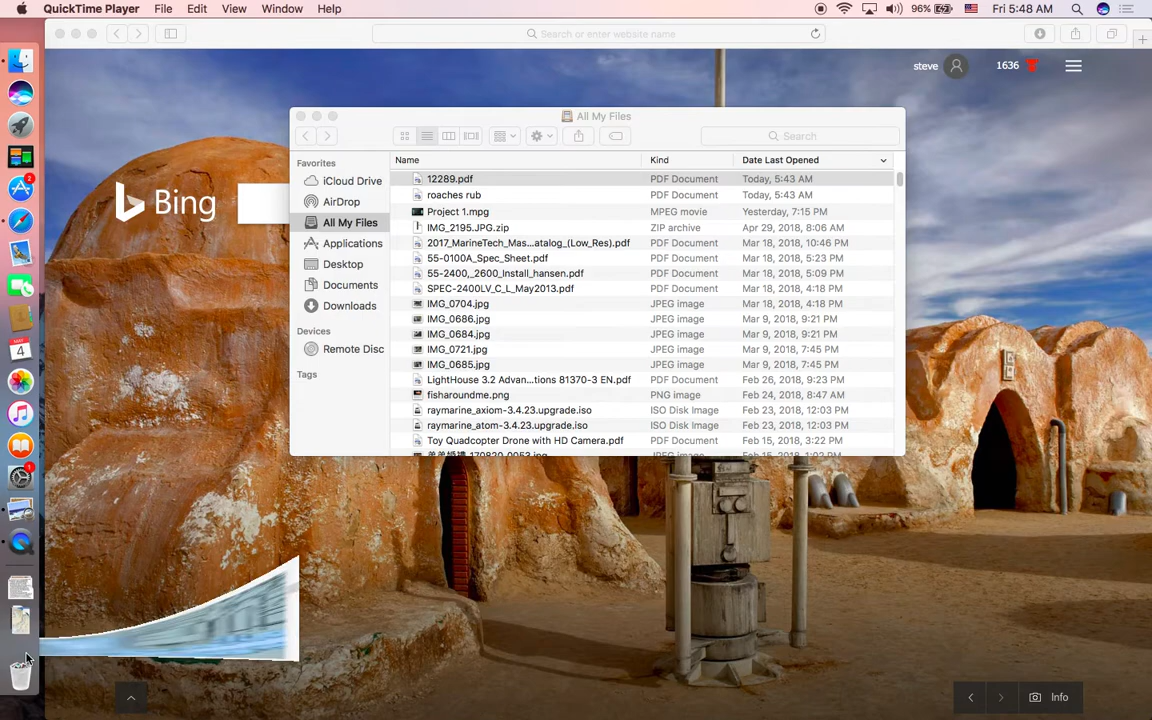 QuickTime Player File Edit View Window Help 96% Fri 5:48 AM
Search or enter website name
steve 1636
Bing
All My Files
Search
Favorites
iCloud Drive
AirDrop
All My Files
Applications
Desktop
Documents
Downloads
Devices
Remote Disc
Tags
Name Kind Date Last Opened
12289.pdf PDF Document Today, 5:43 AM
roaches rub PDF Document Today, 5:43 AM
Project 1.mpg MPEG movie Yesterday, 7:15 PM
IMG_2195.JPG.zip ZIP archive Apr 29, 2018, 8:06 AM
2017_MarineTech_Mas...atalog_(Low_Res).pdf PDF Document Mar 18, 2018, 10:46 PM
55-0100A_Spec_Sheet.pdf PDF Document Mar 18, 2018, 5:23 PM
55-2400,_2600_Install_hansen.pdf PDF Document Mar 18, 2018, 5:09 PM
SPEC-2400LV_C_L_May2013.pdf PDF Document Mar 18, 2018, 4:18 PM
IMG_0704.jpg JPEG image Mar 18, 2018, 4:18 PM
IMG_0686.jpg JPEG image Mar 9, 2018, 9:21 PM
IMG_0684.jpg JPEG image Mar 9, 2018, 9:21 PM
IMG_0721.jpg JPEG image Mar 9, 2018, 7:45 PM
IMG_0685.jpg JPEG image Mar 9, 2018, 7:45 PM
LightHouse 3.2 Advan...tions 81370-3 EN.pdf PDF Document Feb 26, 2018, 9:23 PM
fisharoundme.png PNG image Feb 24, 2018, 8:47 AM
raymarine_axiom-3.4.23.upgrade.iso ISO Disk Image Feb 23, 2018, 12:03 PM
raymarine_atom-3.4.23.upgrade.iso ISO Disk Image Feb 23, 2018, 12:03 PM
Toy Quadcopter Drone with HD Camera.pdf PDF Document Feb 15, 2018, 3:22 PM
MAY
4
1
1
Info